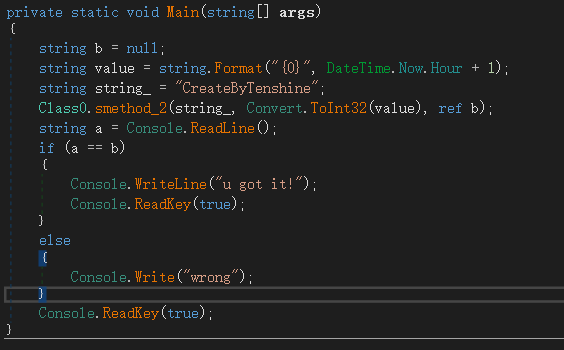 private static void Main(string[] args)
{
string b = null;
string value = string.Format("{0}", DateTime.Now.Hour + 1);
string string_ = "CreateByTenshine";
Class0.smethod_2(string_, Convert.ToInt32(value), ref b);
string a = Console.ReadLine();
if (a == b)
{
Console.WriteLine("u got it!");
Console.ReadKey(true);
}
else
{
Console.Write("wrong");
}
Console.ReadKey(true);
}